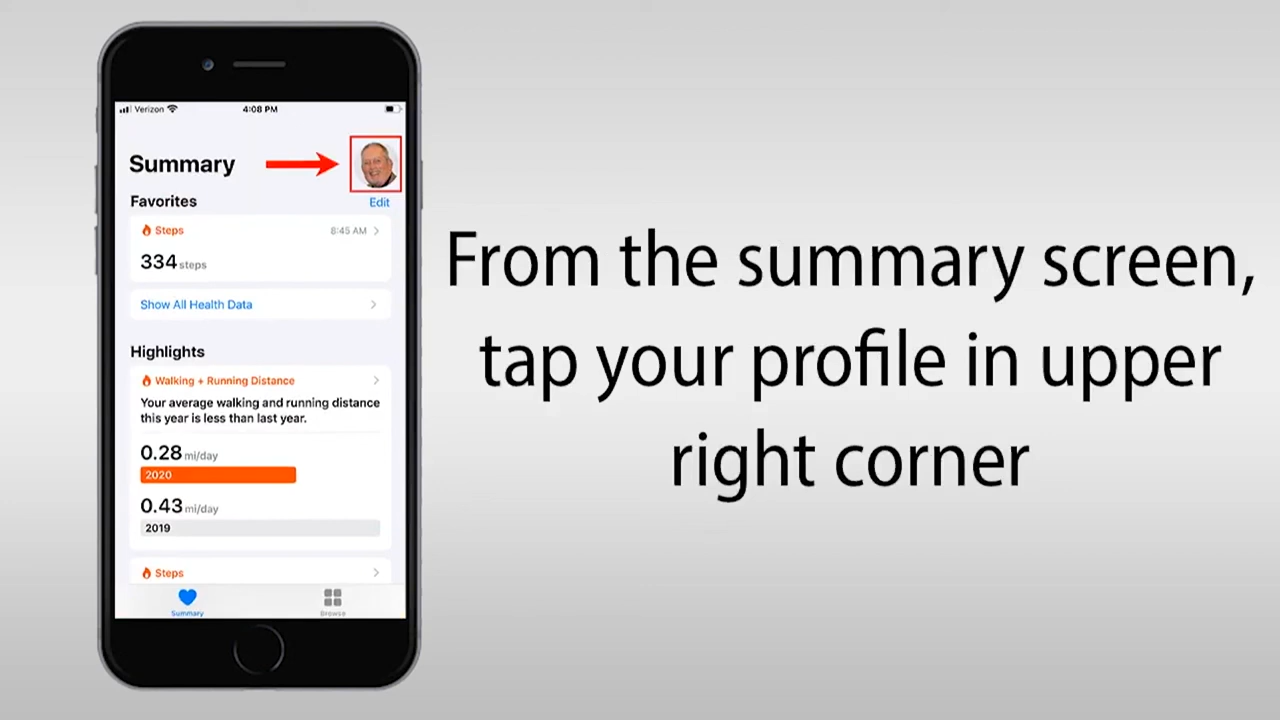 Verizon 4:08 PM
Summary
Favorites Edit
Steps 8:45 AM
334 steps
Show All Health Data
Highlights
Walking + Running Distance
Your average walking and running distance
this year is less than last year.
0.28 mi/day
2020
0.43 mi/day
2019
Steps
Summary Browse
From the summary screen,
tap your profile in upper
right corner